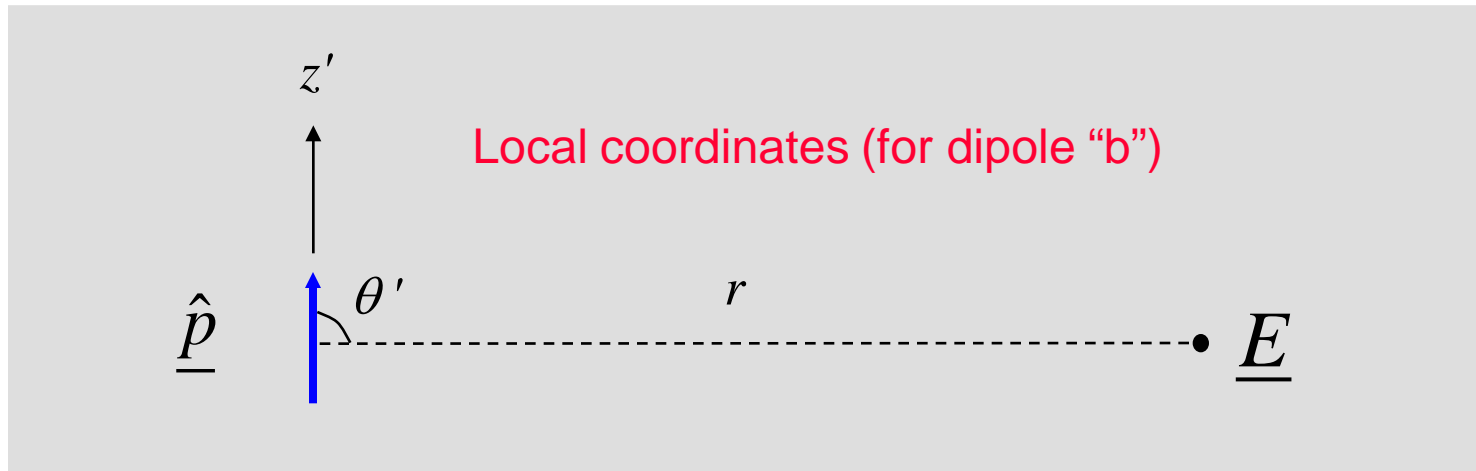 z'
Local coordinates (for dipole “b”)
p̂ θ' r E